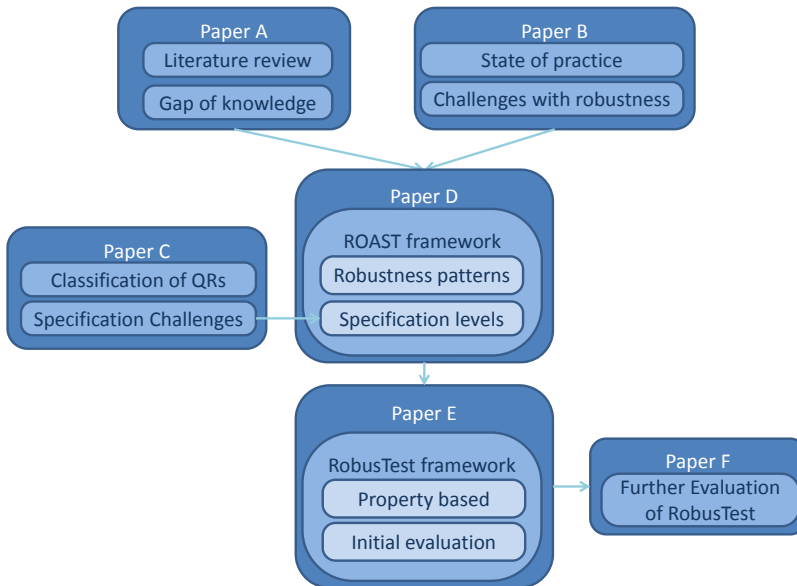 Paper A
Literature review
Gap of knowledge
Paper B
State of practice
Challenges with robustness
Paper D
ROAST framework
Robustness patterns
Specification levels
Paper C
Classification of QRs
Specification Challenges
Paper E
RobusTest framework
Property based
Initial evaluation
Paper F
Further Evaluation
of RobusTest